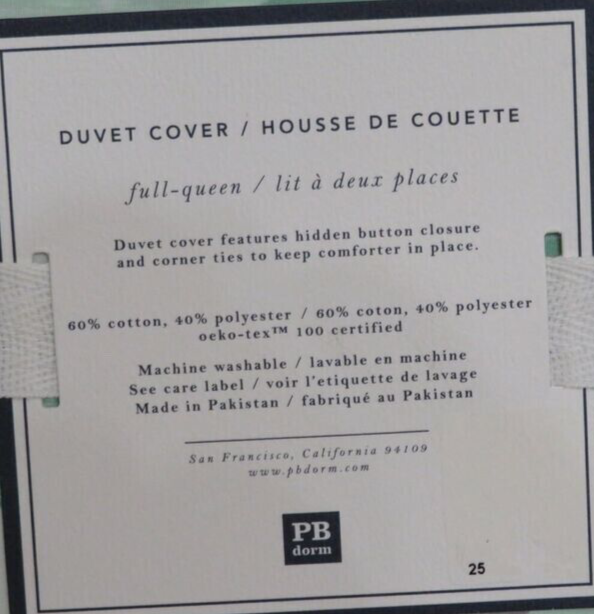 DUVET COVER / HOUSSE DE COUETTE
full-queen / lit à deux places
Duvet cover features hidden button closure
and corner ties to keep comforter in place.
60% cotton, 40% polyester / 60% coton, 40% polyester
oeko-tex™ 100 certified
Machine washable / lavable en machine
See care label / voir l'etiquette de lavage
Made in Pakistan / fabriqué au Pakistan
San Francisco, California 94109
www.pbdorm.com
PB
dorm
25